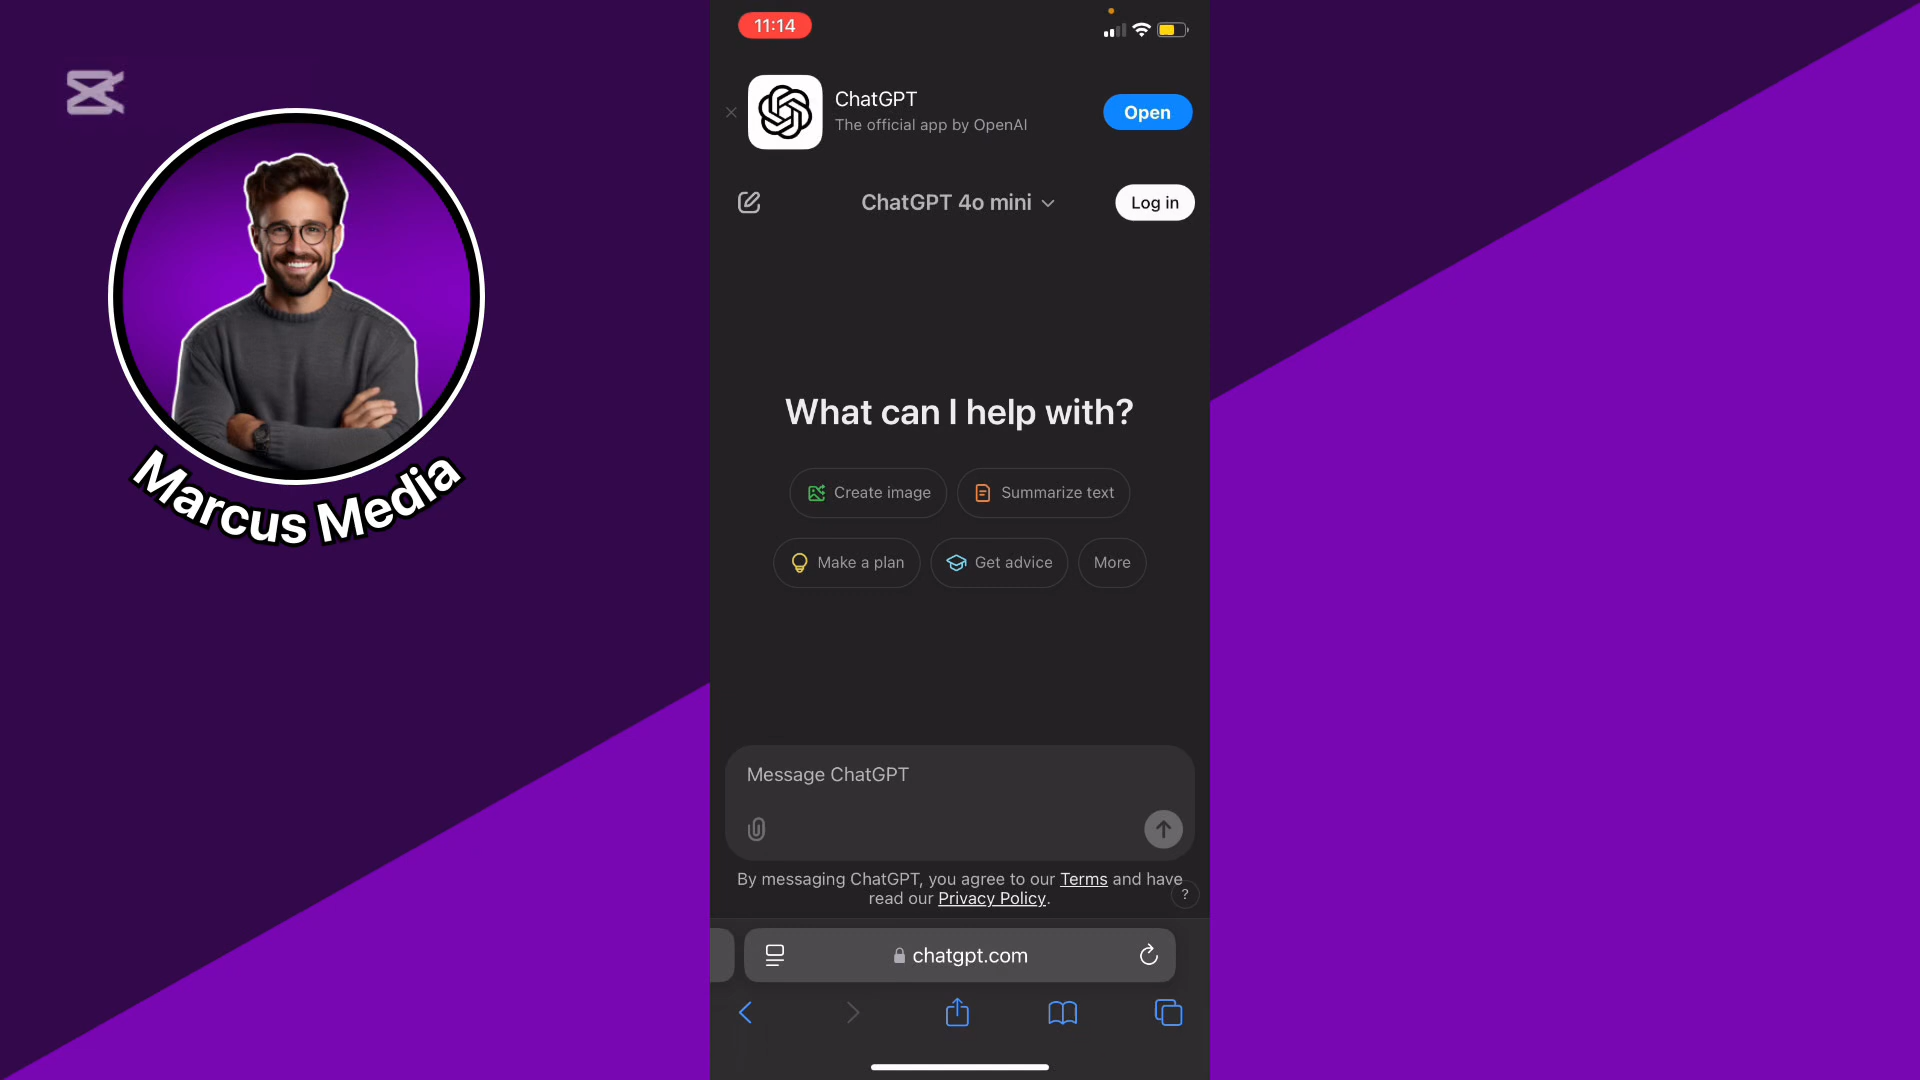 11:14
ChatGPT
The official app by OpenAI
Open
ChatGPT 4o mini
Log in
What can I help with?
Create image
Summarize text
Make a plan
Get advice
More
Message ChatGPT
By messaging ChatGPT, you agree to our Terms and have
read our Privacy Policy.
?
chatgpt.com
Marcus Media